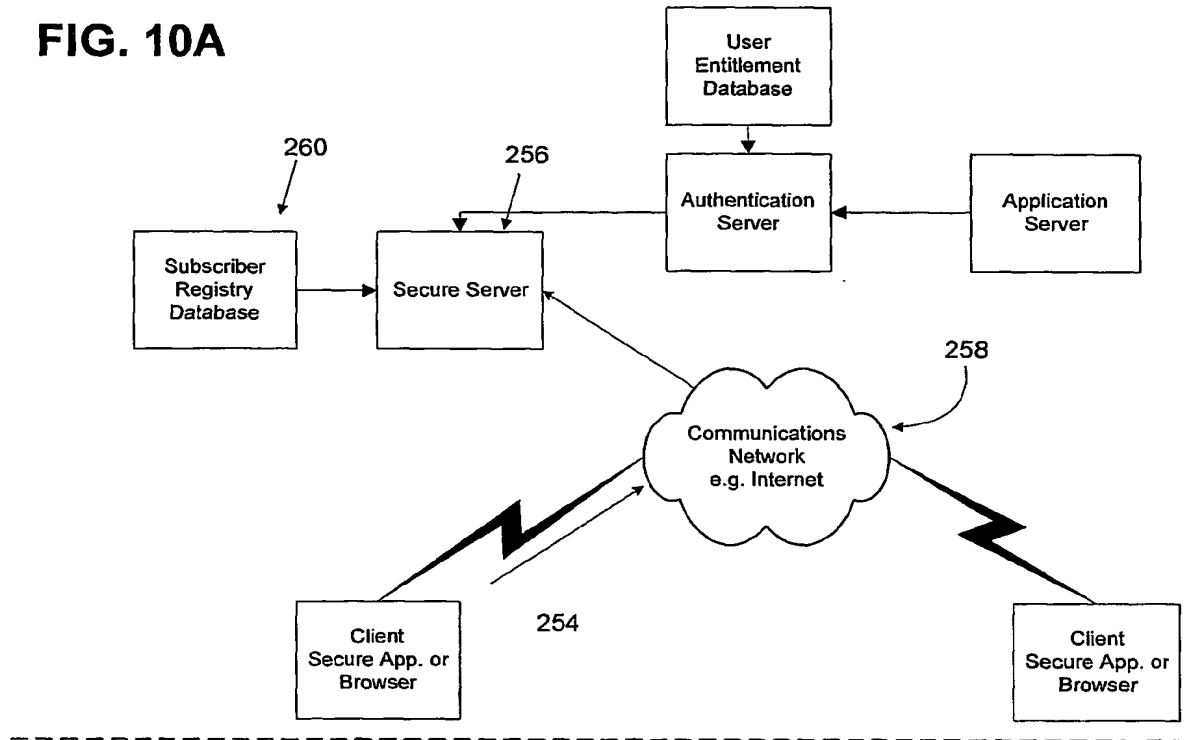 FIG. 10A
User
Entitlement
Database
260
256
Authentication
Server
Application
Server
Subscriber
Registry
Database
Secure Server
258
Communications
Network
e.g. Internet
254
Client
Secure App. or
Browser
Client
Secure App. or
Browser